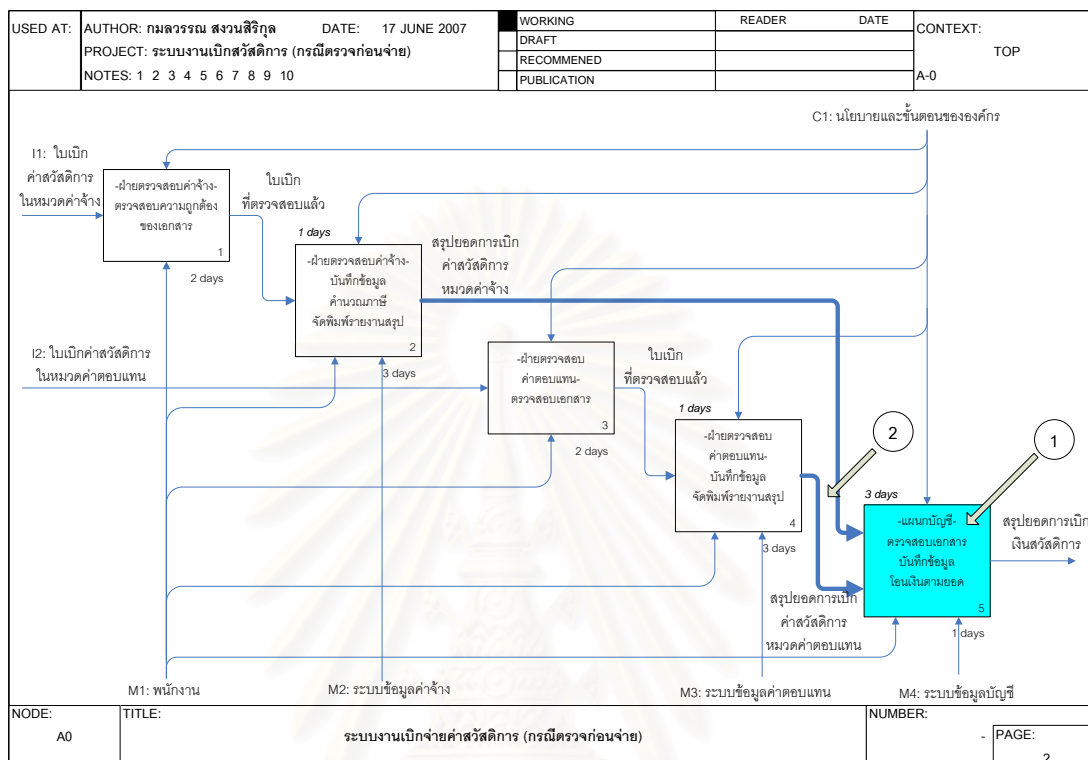 USED AT:
AUTHOR: กมลวรรณ สงวนสิริกุล DATE: 17 JUNE 2007
PROJECT: ระบบงานเบิกสวัสดิการ (กรณีตรวจก่อนจ่าย)
NOTES: 1 2 3 4 5 6 7 8 9 10
WORKING READER DATE
DRAFT
RECOMMENED
PUBLICATION
CONTEXT:
TOP
A-0
C1: นโยบายและขั้นตอนขององค์กร
I1: ใบเบิก
ค่าสวัสดิการ
ในหมวดค่าจ้าง
-ฝ่ายตรวจสอบค่าจ้าง-
ตรวจสอบความถูกต้อง
ของเอกสาร
1
2 days
ใบเบิก
ที่ตรวจสอบแล้ว
1 days
-ฝ่ายตรวจสอบค่าจ้าง-
บันทึกข้อมูล
คำนวณภาษี
จัดพิมพ์รายงานสรุป
2
3 days
สรุปยอดการเบิก
ค่าสวัสดิการ
หมวดค่าจ้าง
I2: ใบเบิกค่าสวัสดิการ
ในหมวดค่าตอบแทน
-ฝ่ายตรวจสอบ
ค่าตอบแทน-
ตรวจสอบเอกสาร
3
2 days
ใบเบิก
ที่ตรวจสอบแล้ว
1 days
-ฝ่ายตรวจสอบ
ค่าตอบแทน-
บันทึกข้อมูล
จัดพิมพ์รายงานสรุป
4
3 days
2
1
3 days
-แผนกบัญชี-
ตรวจสอบเอกสาร
บันทึกข้อมูล
โอนเงินตามยอด
5
1 days
สรุปยอดการเบิก
เงินสวัสดิการ
สรุปยอดการเบิก
ค่าสวัสดิการ
หมวดค่าตอบแทน
M1: พนักงาน
M2: ระบบข้อมูลค่าจ้าง
M3: ระบบข้อมูลค่าตอบแทน
M4: ระบบข้อมูลบัญชี
NODE:
A0
TITLE:
ระบบงานเบิกจ่ายค่าสวัสดิการ (กรณีตรวจก่อนจ่าย)
NUMBER:
-
PAGE:
2